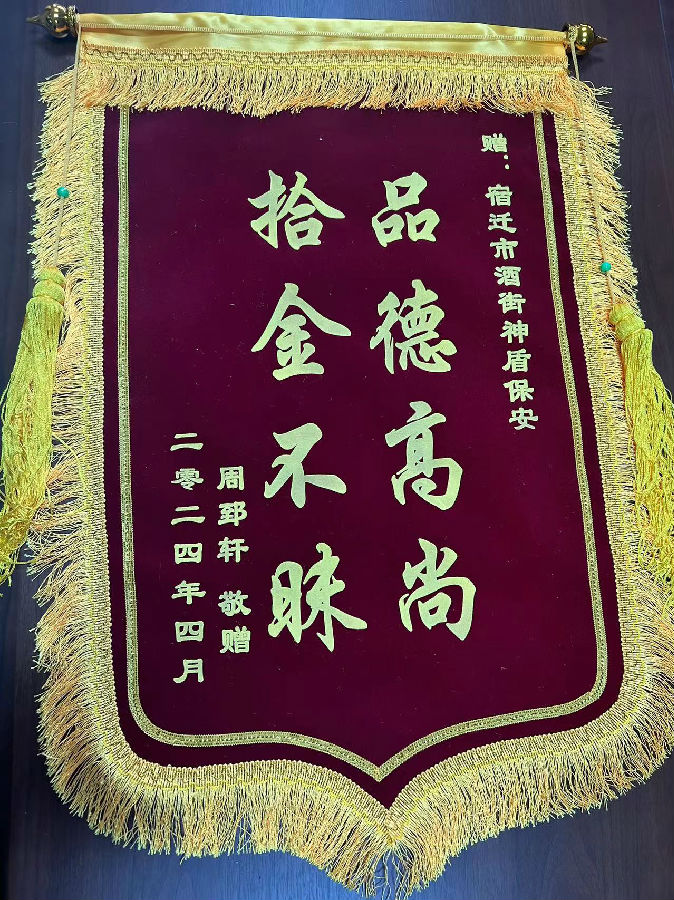 赠：宿迁市酒街神盾保安
品德高尚
拾金不昧
周郅轩 敬赠
二零二四年四月